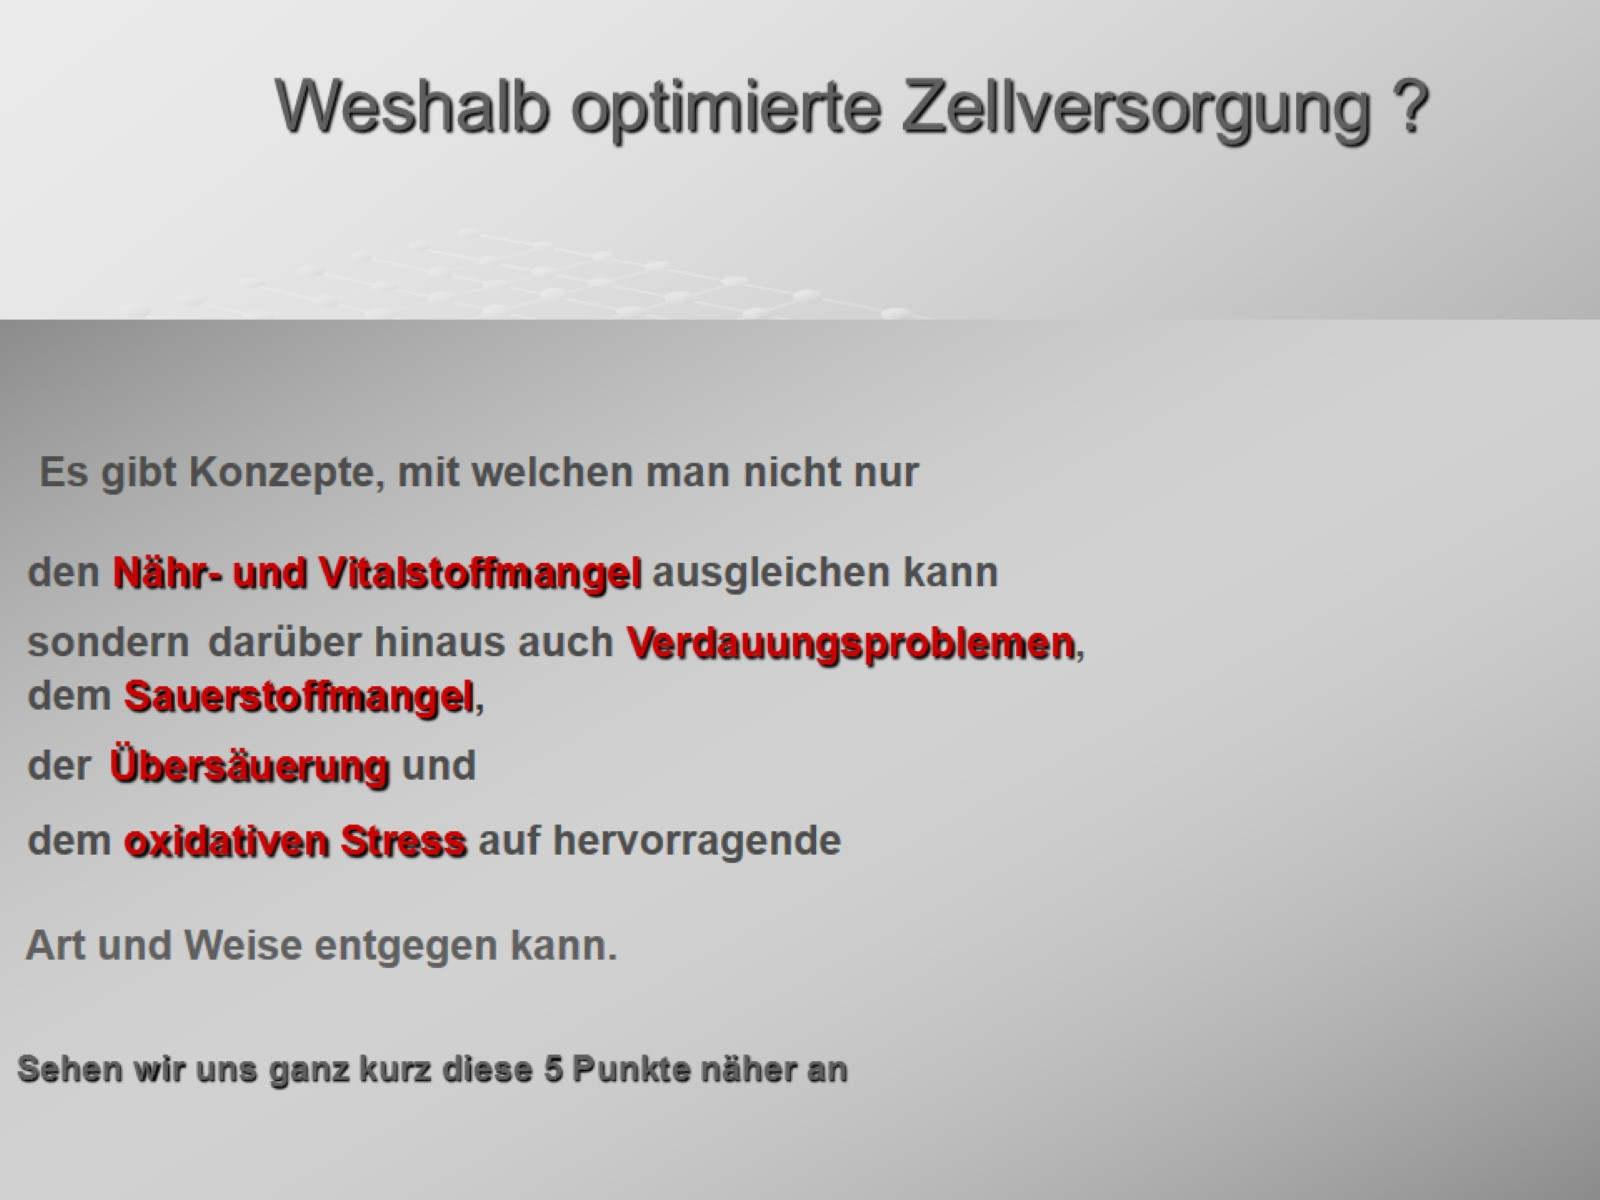 Weshalb optimierte Zellversorgung ?
Es gibt Konzepte, mit welchen man nicht nur
den Nähr- und Vitalstoffmangel ausgleichen kann
sondern darüber hinaus auch Verdauungsproblemen,
dem Sauerstoffmangel,
der Übersäuerung und
dem oxidativen Stress auf hervorragende
Art und Weise entgegen kann.
Sehen wir uns ganz kurz diese 5 Punkte näher an